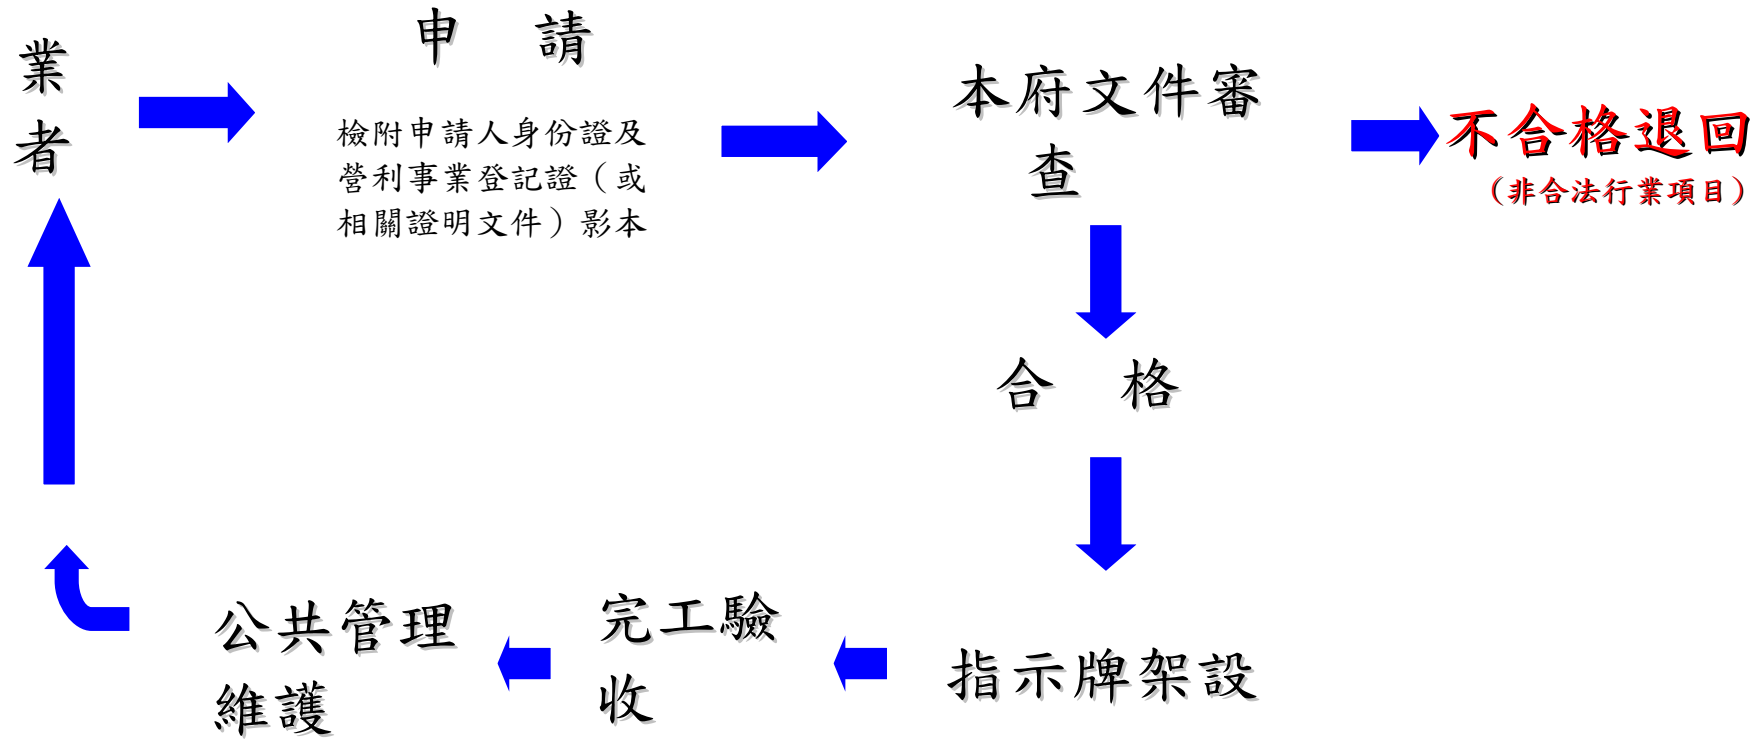 業
者
申 請
檢附申請人身份證及
營利事業登記證（或
相關證明文件）影本
本府文件審
查
不合格退回
（非合法行業項目）
合 格
指示牌架設
完工驗
收
公共管理
維護